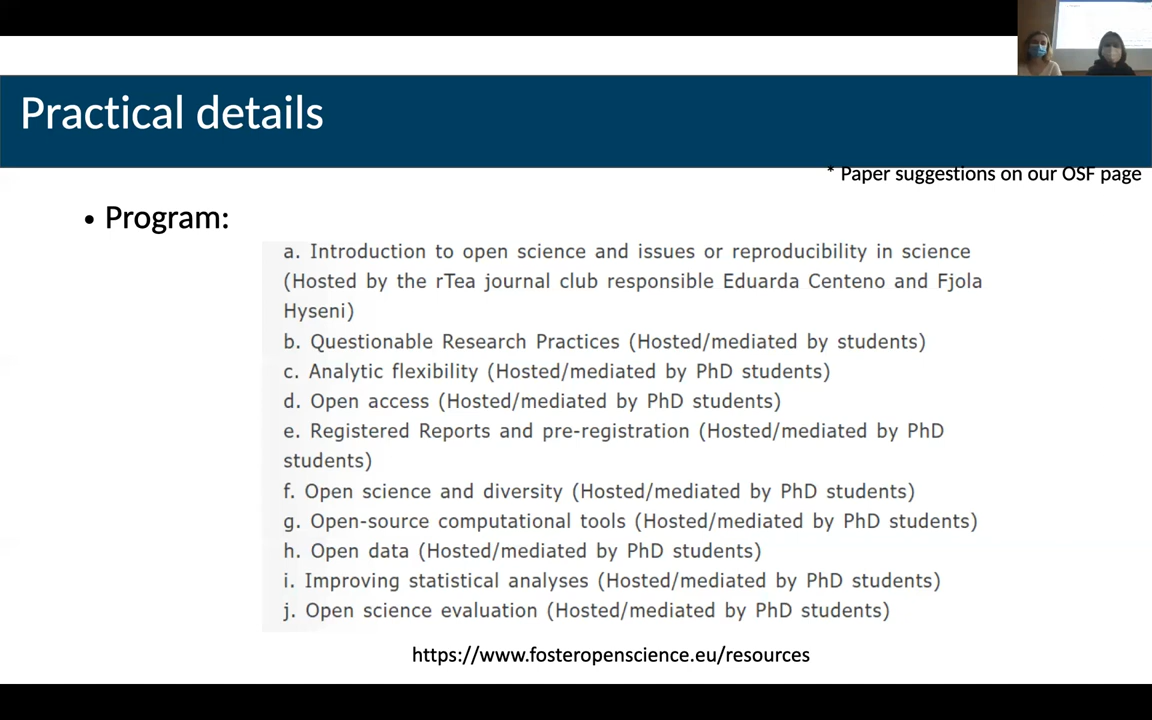 Practical details
* Paper suggestions on our OSF page
• Program:
a. Introduction to open science and issues or reproducibility in science
(Hosted by the rTea journal club responsible Eduarda Centeno and Fjola
Hyseni)
b. Questionable Research Practices (Hosted/mediated by students)
c. Analytic flexibility (Hosted/mediated by PhD students)
d. Open access (Hosted/mediated by PhD students)
e. Registered Reports and pre-registration (Hosted/mediated by PhD
students)
f. Open science and diversity (Hosted/mediated by PhD students)
g. Open-source computational tools (Hosted/mediated by PhD students)
h. Open data (Hosted/mediated by PhD students)
i. Improving statistical analyses (Hosted/mediated by PhD students)
j. Open science evaluation (Hosted/mediated by PhD students)
https://www.fosteropenscience.eu/resources